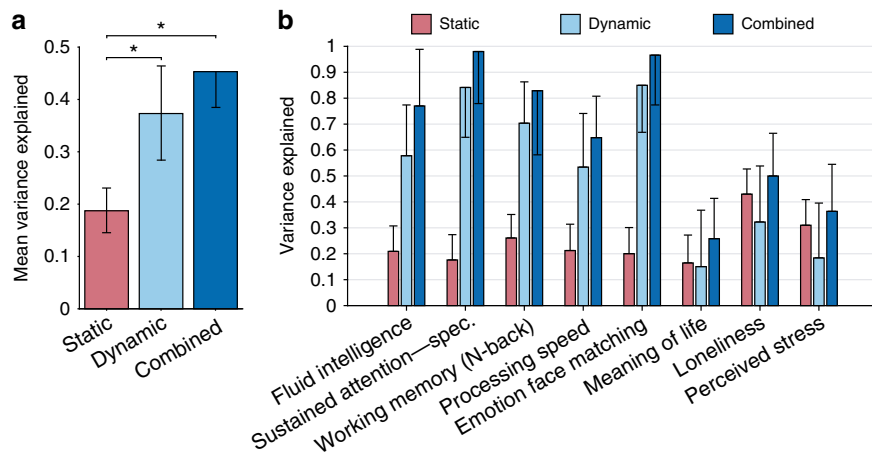 a
Mean variance explained
0.5
0.4
0.3
0.2
0.1
0
*
*
Static
Dynamic
Combined
b
Static
Dynamic
Combined
Variance explained
1
0.9
0.8
0.7
0.6
0.5
0.4
0.3
0.2
0.1
0
Fluid intelligence
Sustained attention—spec.
Working memory (N-back)
Processing speed
Emotion face matching
Meaning of life
Loneliness
Perceived stress